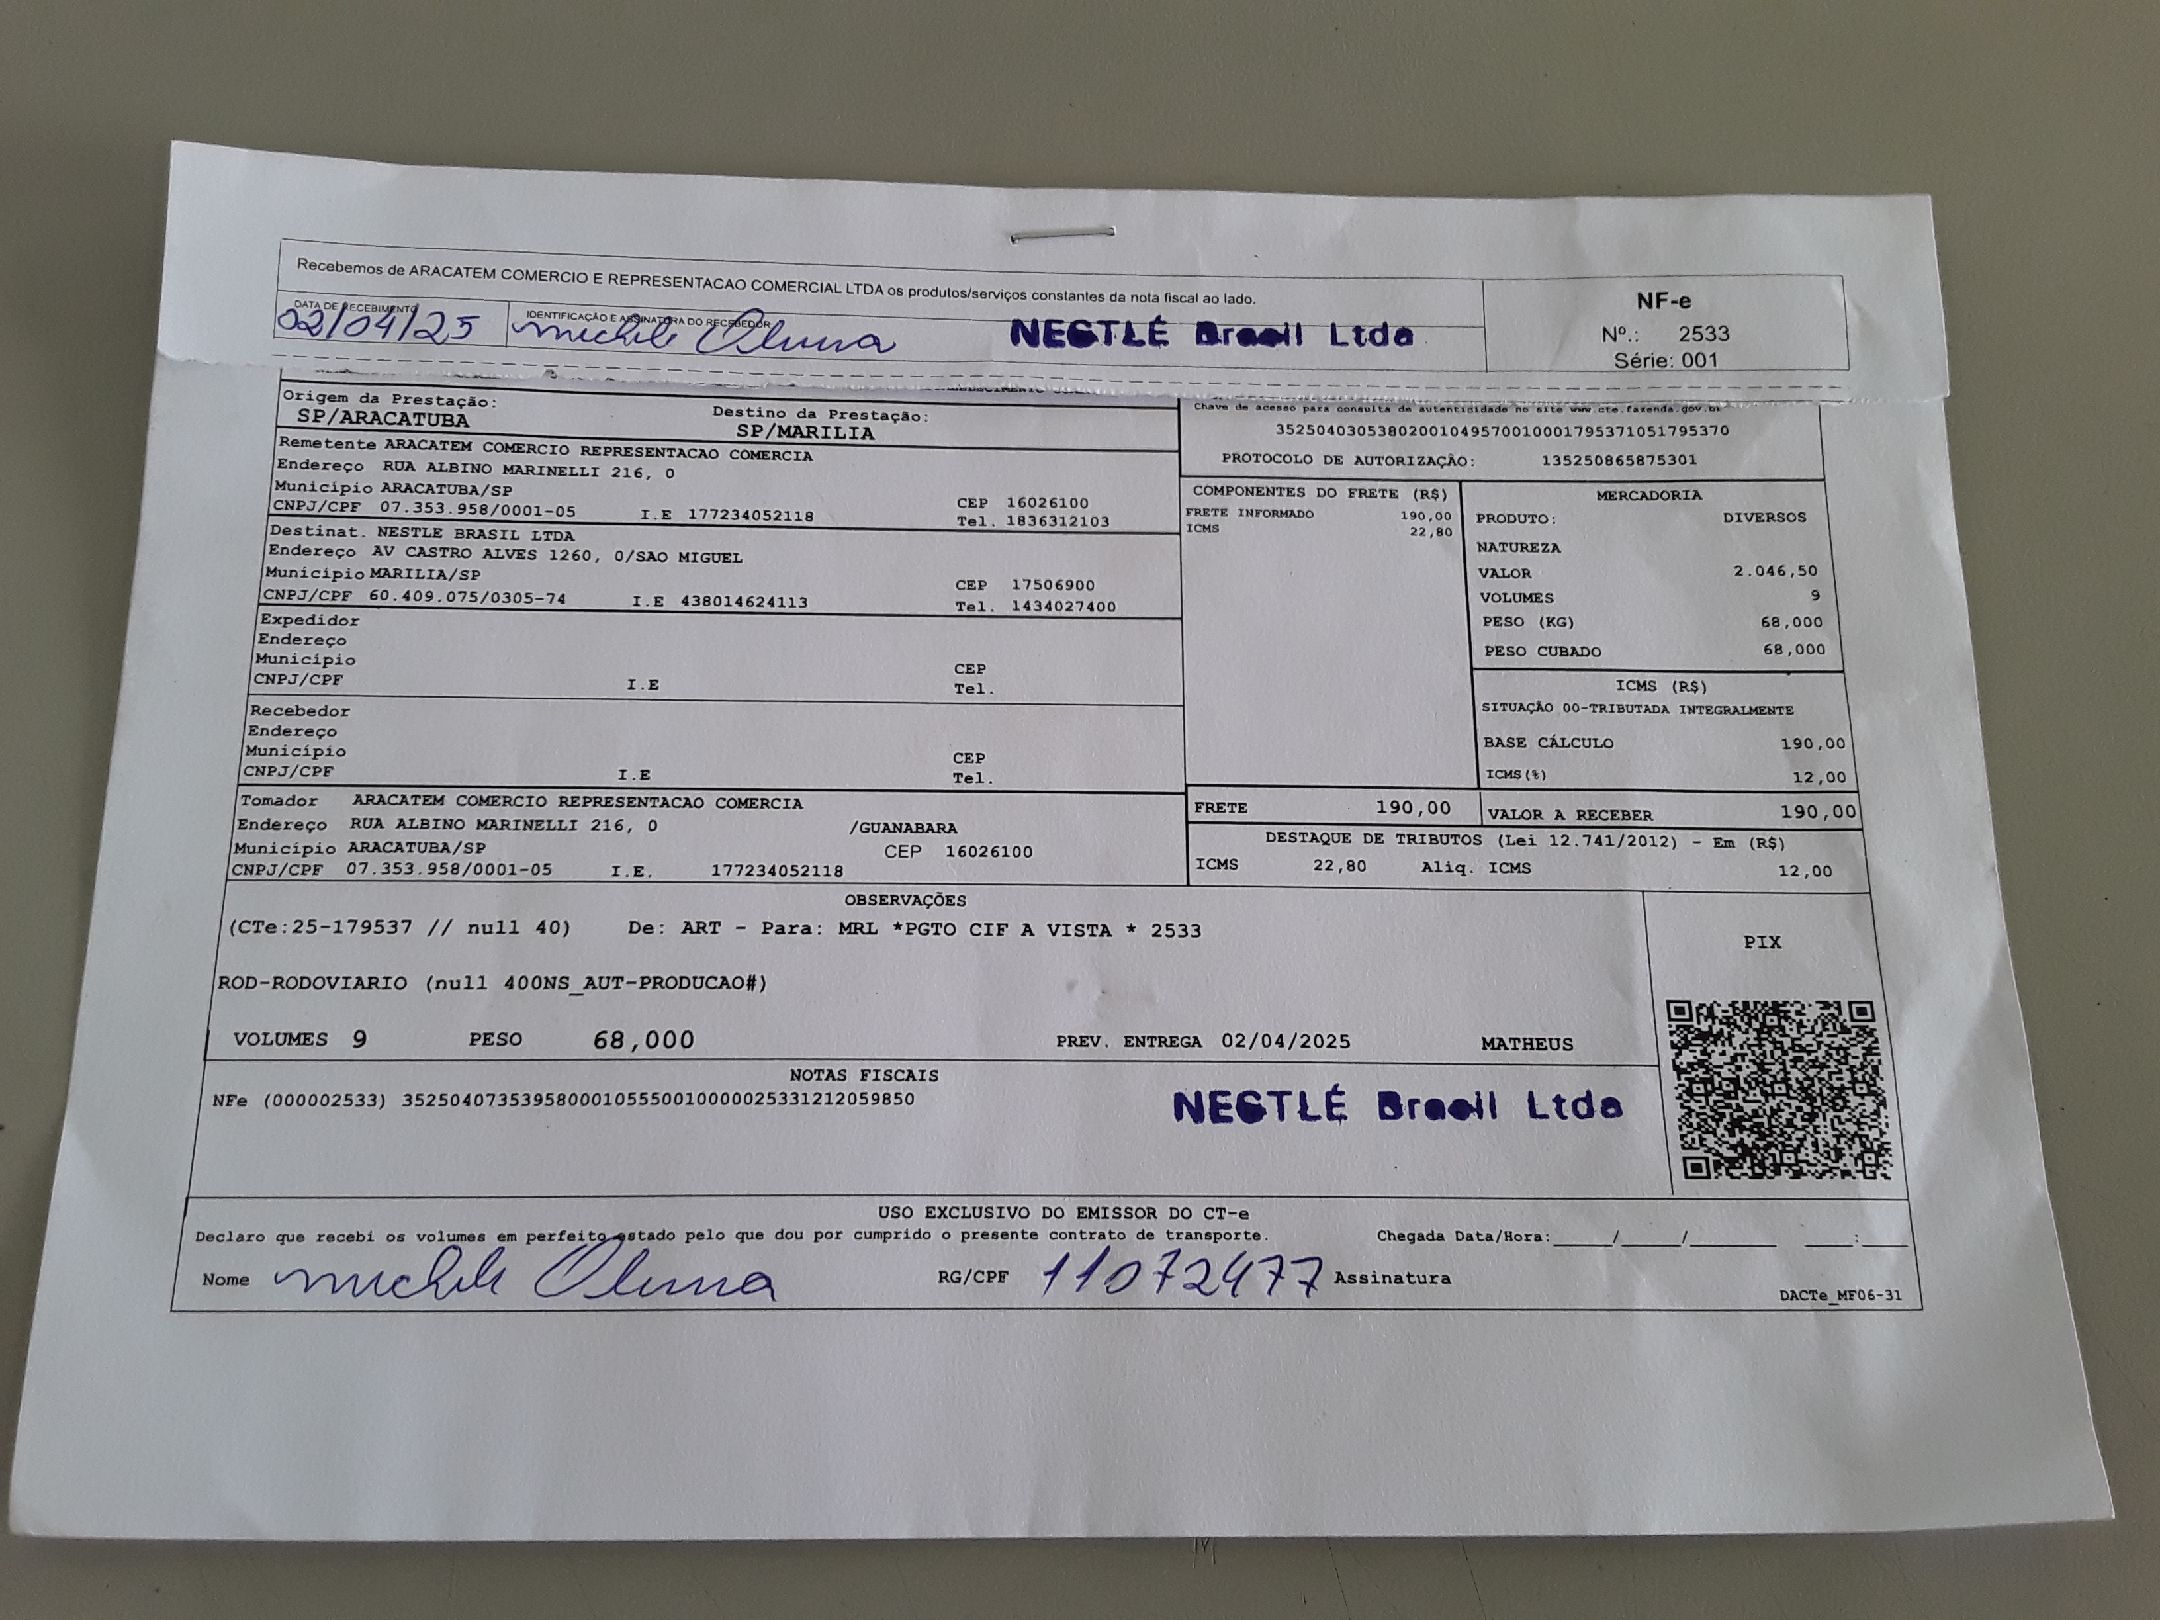 Recebemos de ARACATEM COMERCIO E REPRESENTACAO COMERCIAL LTDA os produtos/serviços constantes da nota fiscal ao lado.
DATA DE RECEBIMENTO
02/04/25
IDENTIFICAÇÃO E ASSINATURA DO RECEBEDOR
NESTLÉ Brasil Ltda
NF-e
Nº.: 2533
Série: 001
Origem da Prestação:
SP/ARACATUBA
Destino da Prestação:
SP/MARILIA
Remetente ARACATEM COMERCIO REPRESENTACAO COMERCIA
Endereço RUA ALBINO MARINELLI 216, 0
Município ARACATUBA/SP CEP 16026100
CNPJ/CPF 07.353.958/0001-05 I.E 177234052118 Tel. 1836312103
Destinat. NESTLE BRASIL LTDA
Endereço AV CASTRO ALVES 1260, 0/SAO MIGUEL
Município MARILIA/SP CEP 17506900
CNPJ/CPF 60.409.075/0305-74 I.E 438014624113 Tel. 1434027400
Expedidor
Endereço
Município CEP
CNPJ/CPF I.E Tel.
Recebedor
Endereço
Município CEP
CNPJ/CPF I.E Tel.
Tomador ARACATEM COMERCIO REPRESENTACAO COMERCIA
Endereço RUA ALBINO MARINELLI 216, 0 /GUANABARA
Município ARACATUBA/SP CEP 16026100
CNPJ/CPF 07.353.958/0001-05 I.E. 177234052118
Chave de acesso para consulta de autenticidade no site www.cte.fazenda.gov.br
35250403053802001049570010001795371051795370
PROTOCOLO DE AUTORIZAÇÃO: 135250865875301
COMPONENTES DO FRETE (R$)
FRETE INFORMADO 190,00
ICMS 22,80
MERCADORIA
PRODUTO: DIVERSOS
NATUREZA
VALOR 2.046,50
VOLUMES 9
PESO (KG) 68,000
PESO CUBADO 68,000
ICMS (R$)
SITUAÇÃO 00-TRIBUTADA INTEGRALMENTE
BASE CÁLCULO 190,00
ICMS(%) 12,00
FRETE 190,00 VALOR A RECEBER 190,00
DESTAQUE DE TRIBUTOS (Lei 12.741/2012) - Em (R$)
ICMS 22,80 Aliq. ICMS 12,00
OBSERVAÇÕES
(CTe:25-179537 // null 40) De: ART - Para: MRL *PGTO CIF A VISTA * 2533
ROD-RODOVIARIO (null 400NS_AUT-PRODUCAO#)
VOLUMES 9 PESO 68,000 PREV. ENTREGA 02/04/2025 MATHEUS
PIX
NOTAS FISCAIS
NFe (000002533) 35250407353958000105550010000025331212059850
NESTLÉ Brasil Ltda
USO EXCLUSIVO DO EMISSOR DO CT-e
Declaro que recebi os volumes em perfeito estado pelo que dou por cumprido o presente contrato de transporte. Chegada Data/Hora:____/____/______ ___:___
Nome RG/CPF 11072477 Assinatura
DACTe_MF06-31